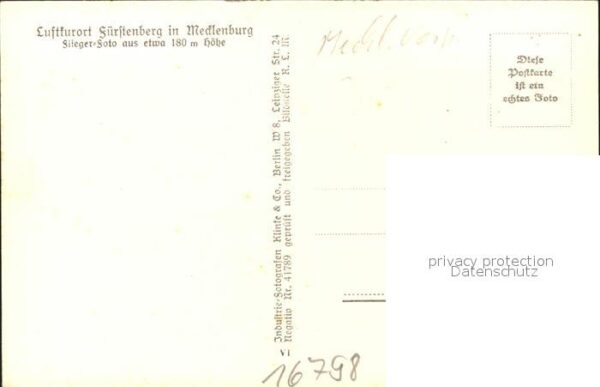 Luftkurort Fürstenberg in Mecklenburg
Flieger-Foto aus etwa 180 m Höhe
Industrie-Fotografen Klinke & Co., Berlin W 8, Leipziger Str. 24
Negativ Nr. 41789 geprüft und freigegeben Bildstelle R. L. M.
VI
Diese
Postkarte
ist ein
echtes Foto
privacy protection
Datenschutz
16798